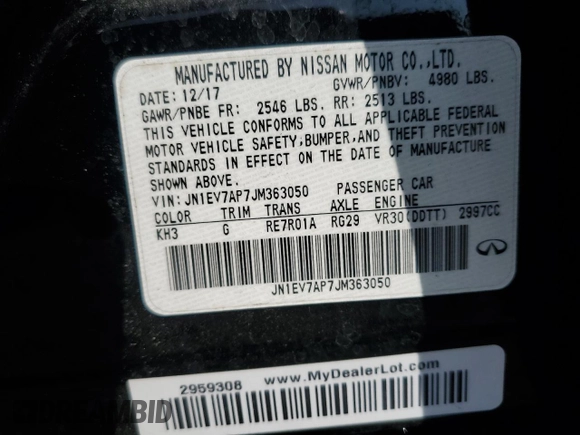 MANUFACTURED BY NISSAN MOTOR CO.,LTD.
DATE: 12/17 GVWR/PNBV: 4980 LBS.
GAWR/PNBE FR: 2546 LBS. RR: 2513 LBS.
THIS VEHICLE CONFORMS TO ALL APPLICABLE FEDERAL
MOTOR VEHICLE SAFETY,BUMPER,AND THEFT PREVENTION
STANDARDS IN EFFECT ON THE DATE OF MANUFACTURE
SHOWN ABOVE.
VIN: JN1EV7AP7JM363050 PASSENGER CAR
COLOR TRIM TRANS AXLE ENGINE
KH3 G RE7R01A RG29 VR30(DDTT) 2997CC
JN1EV7AP7JM363050
2959308 www.MyDealerLot.com
DREAMBID